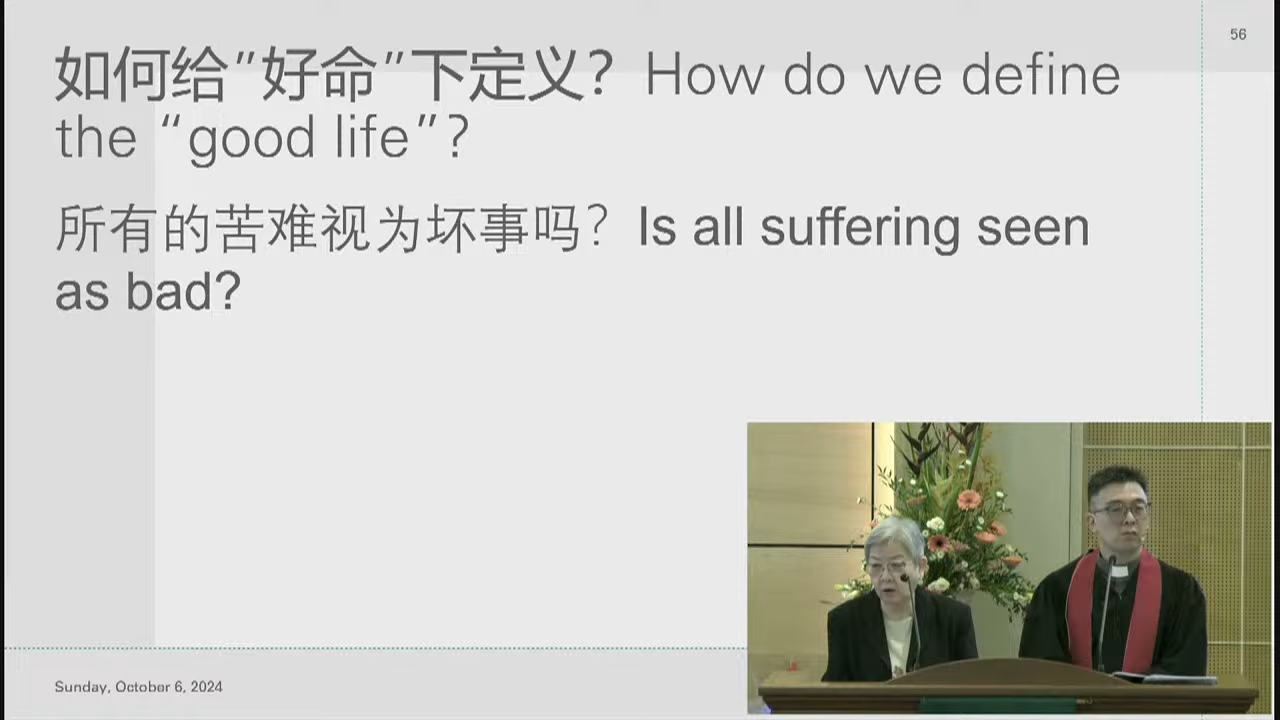 56
如何给”好命”下定义？How do we define
the “good life”?
所有的苦难视为坏事吗？Is all suffering seen
as bad?
Sunday, October 6, 2024